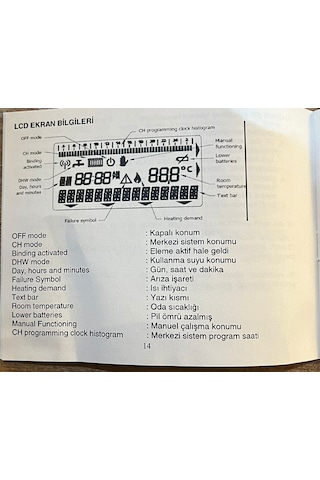 LCD EKRAN BİLGİLERİ
CH programming clock histogram
OFF mode
Manual
functioning
CH mode
Lower
batteries
Binding
activated
DHW mode
Day, hours
and minutes
Room
temperature
Text bar
Failure symbol
Heating demand
OFF mode : Kapalı konum
CH mode : Merkezi sistem konumu
Binding activated : Eleme aktif hale geldi
DHW mode : Kullanma suyu konumu
Day, hours and minutes : Gün, saat ve dakika
Failure Symbol : Arıza işareti
Heating demand : Isı ihtiyacı
Text bar : Yazı kısmı
Room temperature : Oda sıcaklığı
Lower batteries : Pil ömrü azalmış
Manual Functioning : Manuel çalışma konumu
CH programming clock histogram : Merkezi sistem program saati
14